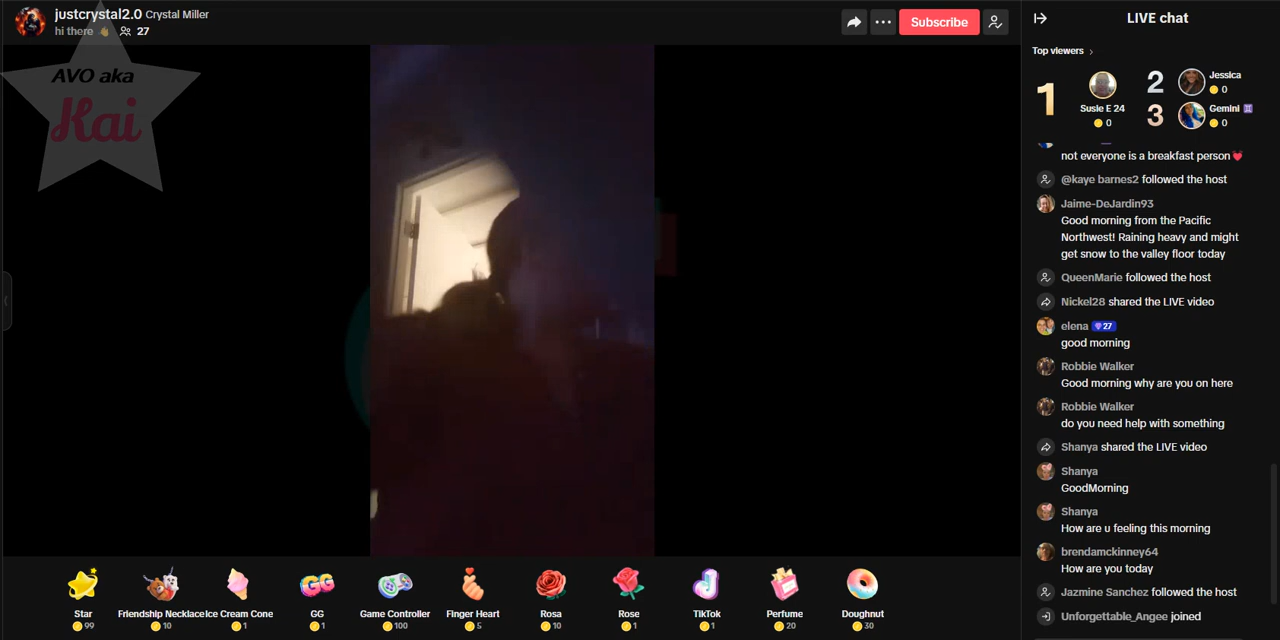 justcrystal2.0 Crystal Miller
hi there 👋 27
Subscribe
AVO aka
Kai
LIVE chat
Top viewers
1
Susie E 24
0
2
Jessica
0
3
Gemini ♊
0
not everyone is a breakfast person💓
@kaye barnes2 followed the host
Jaime-DeJardin93
Good morning from the Pacific
Northwest! Raining heavy and might
get snow to the valley floor today
QueenMarie followed the host
Nickel28 shared the LIVE video
elena 27
good morning
Robbie Walker
Good morning why are you on here
Robbie Walker
do you need help with something
Shanya shared the LIVE video
Shanya
GoodMorning
Shanya
How are u feeling this morning
brendamckinney64
How are you today
Jazmine Sanchez followed the host
Unforgettable_Angee joined
GG
Star
99
Friendship Necklace
10
Ice Cream Cone
1
GG
1
Game Controller
100
Finger Heart
5
Rosa
10
Rose
1
TikTok
1
Perfume
20
Doughnut
30